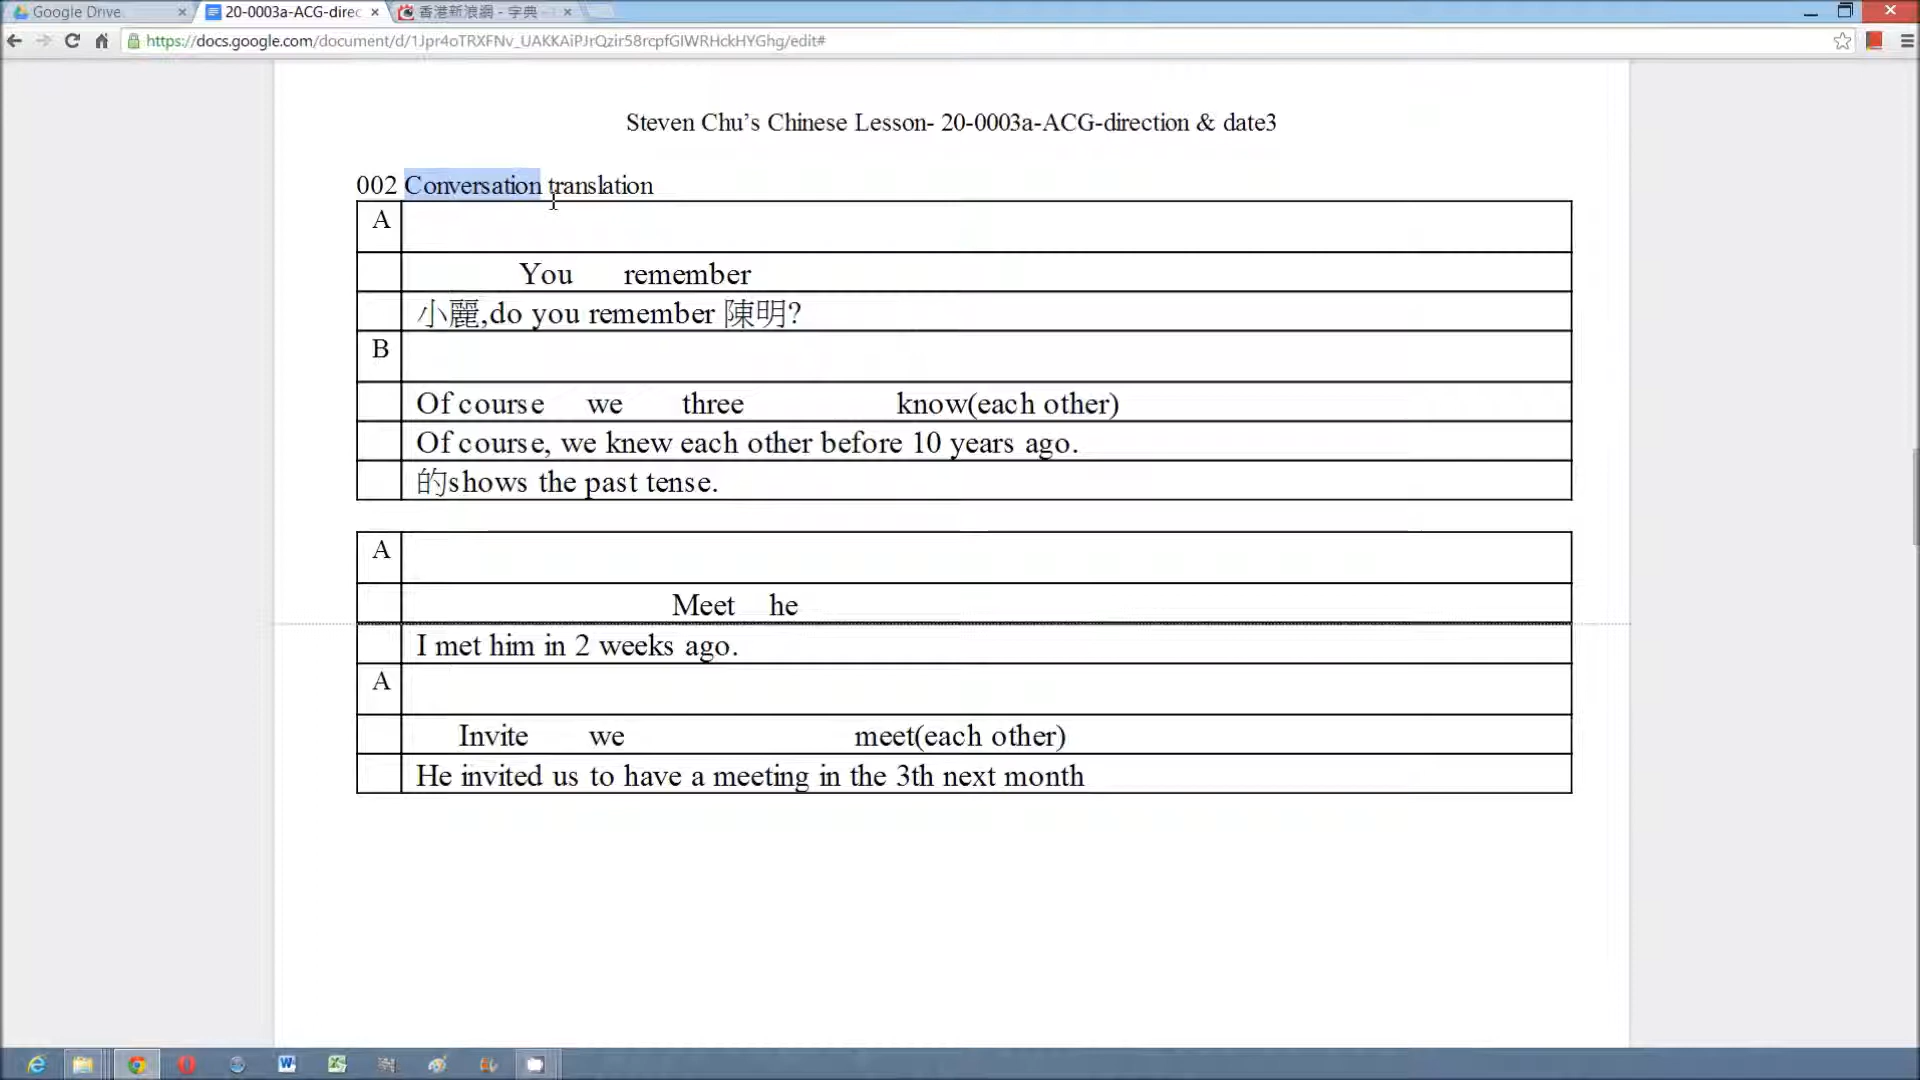 Google Drive
20-0003a-ACG-direc
香港新浪網 - 字典
https://docs.google.com/document/d/1Jpr4oTRXFNv_UAKKAiPJrQzir58rcpfGIWRHckHYGhg/edit#
Steven Chu's Chinese Lesson- 20-0003a-ACG-direction & date3
002 Conversation translation
A
You remember
小麗,do you remember 陳明?
B
Of course we three know(each other)
Of course, we knew each other before 10 years ago.
的shows the past tense.
A
Meet he
I met him in 2 weeks ago.
A
Invite we meet(each other)
He invited us to have a meeting in the 3th next month